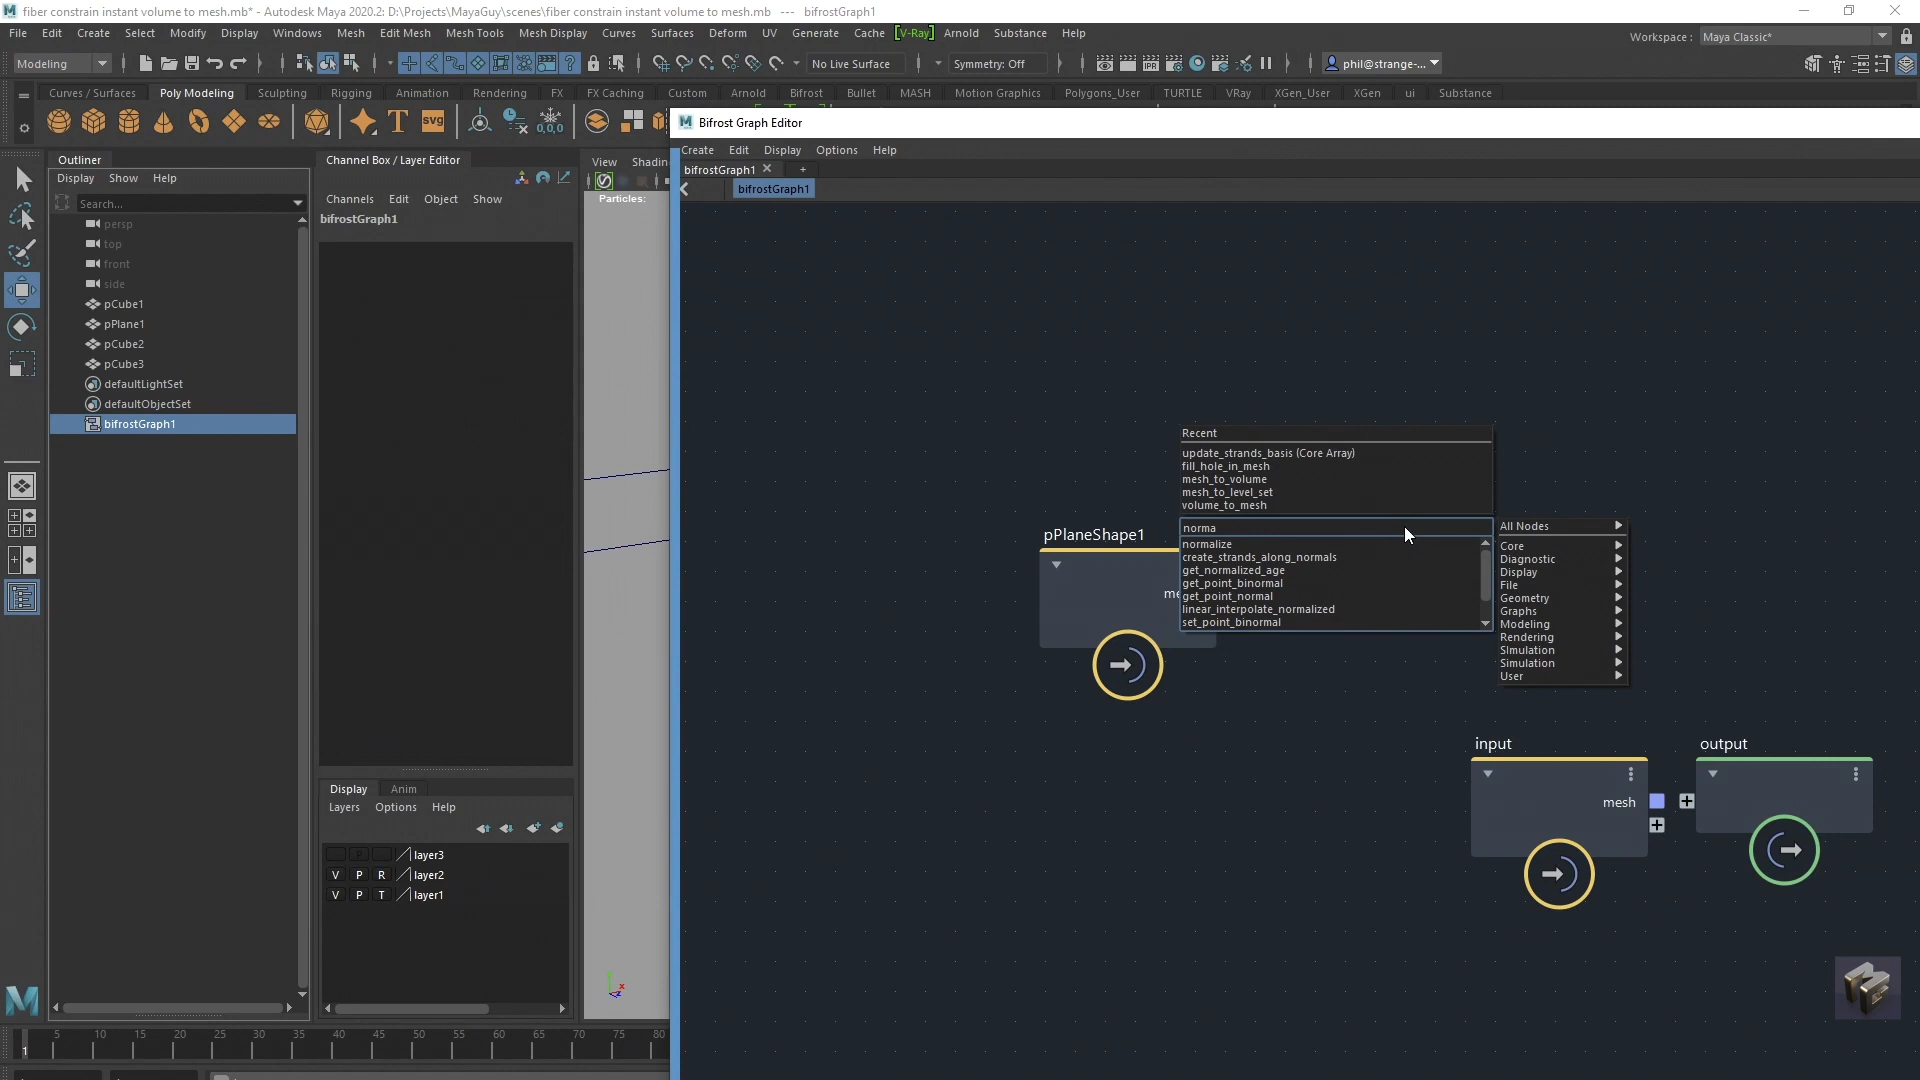 fiber constrain instant volume to mesh.mb* - Autodesk Maya 2020.2: D:\Projects\MayaGuy\scenes\fiber constrain instant volume to mesh.mb --- bifrostGraph1
File Edit Create Select Modify Display Windows Mesh Edit Mesh Mesh Tools Mesh Display Curves Surfaces Deform UV Generate Cache [V-Ray] Arnold Substance Help
Workspace : Maya Classic*
Modeling
No Live Surface
Symmetry: Off
phil@strange-...
Curves / Surfaces Poly Modeling Sculpting Rigging Animation Rendering FX FX Caching Custom Arnold Bifrost Bullet MASH Motion Graphics Polygons_User TURTLE VRay XGen_User XGen ui Substance
T svg 0,0,0
Bifrost Graph Editor
Create Edit Display Options Help
bifrostGraph1
bifrostGraph1
Outliner
Display Show Help
Search...
persp
top
front
side
pCube1
pPlane1
pCube2
pCube3
defaultLightSet
defaultObjectSet
bifrostGraph1
Channel Box / Layer Editor
Channels Edit Object Show
bifrostGraph1
View Shadin
Particles:
Display Anim
Layers Options Help
P layer3
V P R layer2
V P T layer1
Recent
update_strands_basis (Core Array)
fill_hole_in_mesh
mesh_to_volume
mesh_to_level_set
volume_to_mesh
norma
normalize
create_strands_along_normals
get_normalized_age
get_point_binormal
get_point_normal
linear_interpolate_normalized
set_point_binormal
All Nodes
Core
Diagnostic
Display
File
Geometry
Graphs
Modeling
Rendering
SImulation
Simulation
User
pPlaneShape1
me
input
mesh
output
5 10 15 20 25 30 35 40 45 50 55 60 65 70 75 80
1